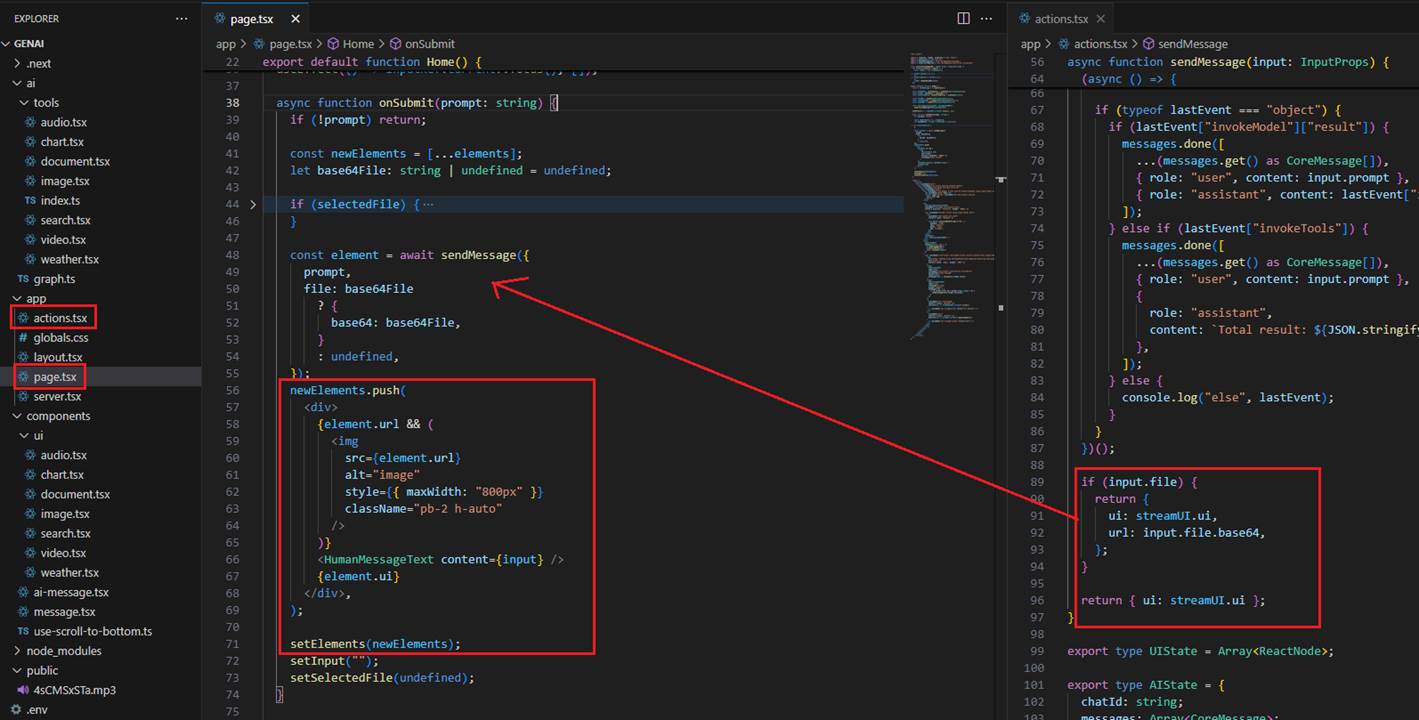 EXPLORER
GENAI
.next
ai
tools
audio.tsx
chart.tsx
document.tsx
image.tsx
TS index.ts
search.tsx
video.tsx
weather.tsx
TS graph.ts
app
actions.tsx
# globals.css
layout.tsx
page.tsx
server.tsx
components
ui
audio.tsx
chart.tsx
document.tsx
image.tsx
search.tsx
video.tsx
weather.tsx
ai-message.tsx
message.tsx
TS use-scroll-to-bottom.ts
node_modules
public
4sCMSxSTa.mp3
.env
page.tsx
app > page.tsx > Home > onSubmit
22 export default function Home() {
37
38 async function onSubmit(prompt: string) {
39 if (!prompt) return;
40
41 const newElements = [...elements];
42 let base64File: string | undefined = undefined;
43
44 if (selectedFile) { ...
46 }
47
48 const element = await sendMessage({
49 prompt,
50 file: base64File
51 ? {
52 base64: base64File,
53 }
54 : undefined,
55 });
56 newElements.push(
57 <div>
58 {element.url && (
59 <img
60 src={element.url}
61 alt="image"
62 style={{ maxWidth: "800px" }}
63 className="pb-2 h-auto"
64 />
65 )}
66 <HumanMessageText content={input} />
67 {element.ui}
68 </div>,
69 );
70
71 setElements(newElements);
72 setInput("");
73 setSelectedFile(undefined);
74 }
75
actions.tsx
app > actions.tsx > sendMessage
56 async function sendMessage(input: InputProps) {
64 (async () => {
66
67 if (typeof lastEvent === "object") {
68 if (lastEvent["invokeModel"]["result"]) {
69 messages.done([
70 ...(messages.get() as CoreMessage[]),
71 { role: "user", content: input.prompt },
72 { role: "assistant", content: lastEvent["
73 ]);
74 } else if (lastEvent["invokeTools"]) {
75 messages.done([
76 ...(messages.get() as CoreMessage[]),
77 { role: "user", content: input.prompt },
78 {
79 role: "assistant",
80 content: `Total result: ${JSON.stringify
81 },
82 ]);
83 } else {
84 console.log("else", lastEvent);
85 }
86 }
87 })();
88
89 if (input.file) {
90 return {
91 ui: streamUI.ui,
92 url: input.file.base64,
93 };
94 }
95
96 return { ui: streamUI.ui };
97 }
98
99 export type UIState = Array<ReactNode>;
100
101 export type AIState = {
102 chatId: string;
103 messages: Array<CoreMessage>;